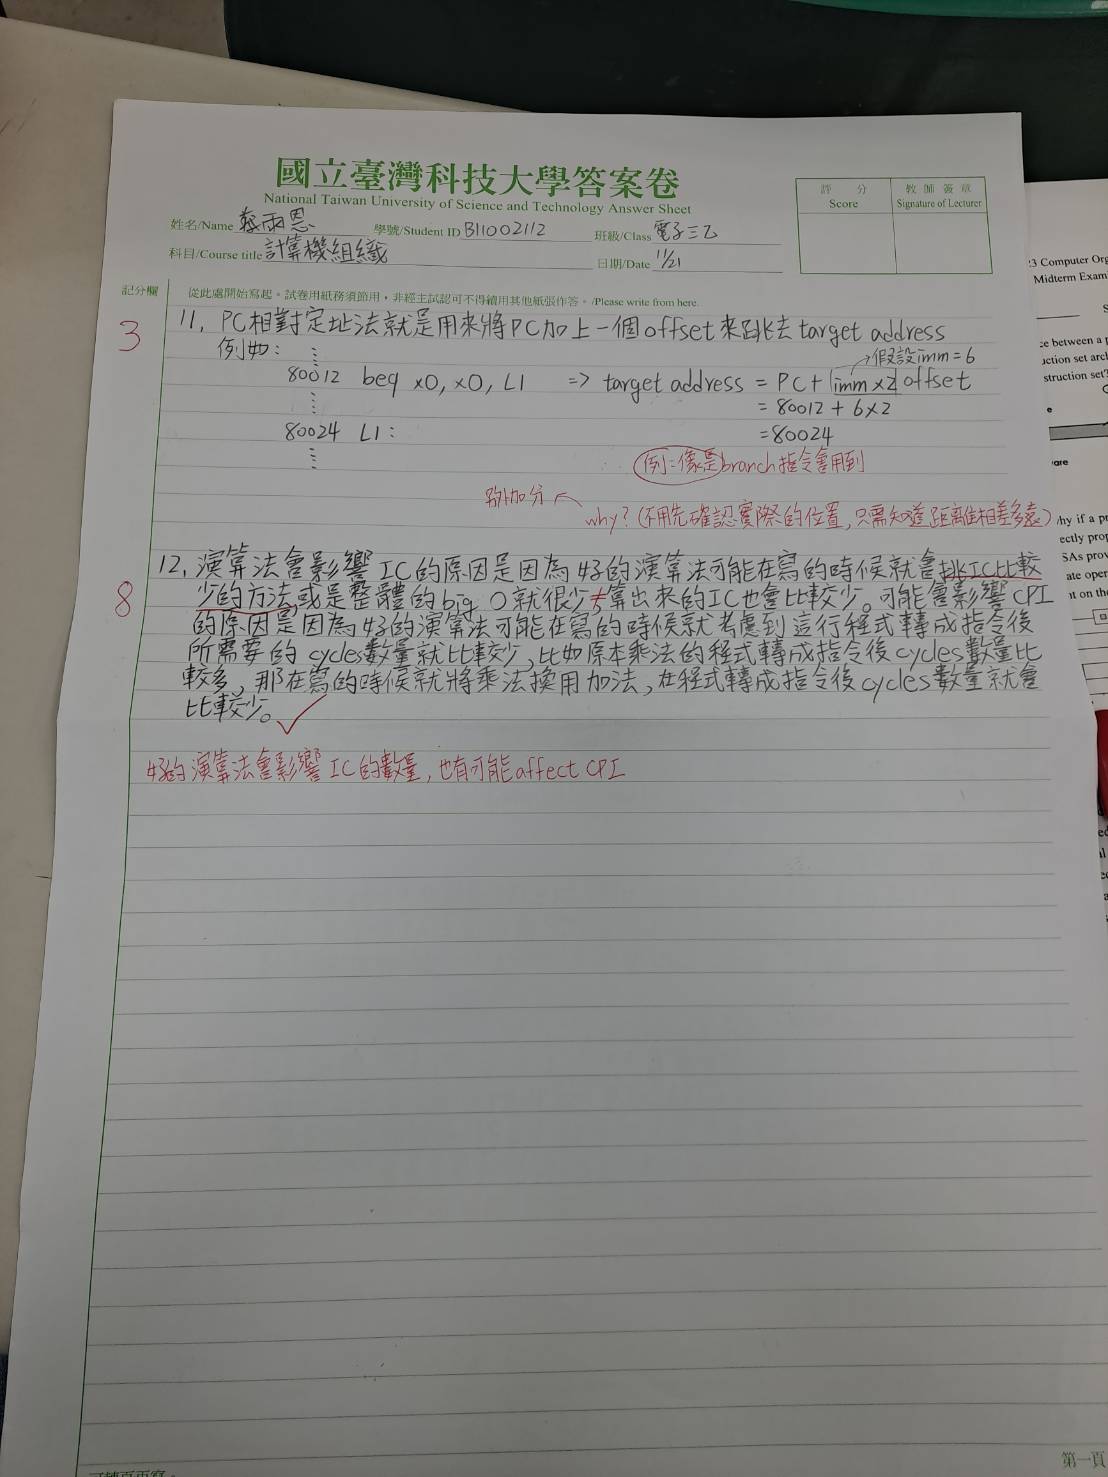 國立臺灣科技大學答案卷
National Taiwan University of Science and Technology Answer Sheet
姓名/Name 蔡雨恩 學號/Student ID B11002112 班級/Class 電子三乙
科目/Course title 計算機組織 日期/Date 11/21
評 分 Score
教師簽章 Signature of Lecturer
記分欄 從此處開始寫起。試卷用紙務須節用,非經主試認可不得續用其他紙張作答。/Please write from here.
3
11. PC相對定址法就是用來將PC加上一個offset來跳去target address
例如: ⋮ →假設imm=6
80012 beq x0, x0, L1 => target address = PC + imm×2 offset
⋮ = 80012 + 6×2
80024 L1: = 80024
⋮
例:像是branch指令會用到
額外加分 ← why? (不用先確認實際的位置, 只需知道距離相差多遠)
8
12. 演算法會影響IC的原因是因為好的演算法可能在寫的時候就會挑IC比較
少的方法或是整體的big O就很少,算出來的IC也會比較少。可能會影響CPI
的原因是因為好的演算法可能在寫的時候就考慮到這行程式轉成指令後
所需要的cycles數量就比較少,比如原本乘法的程式轉成指令後cycles數量比
較多,那在寫的時候就將乘法換用加法,在程式轉成指令後cycles數量就會
比較少。
好的演算法會影響IC的數量,也有可能affect CPI
第一頁
3 Computer Org
Midterm Exam
ce between a p
struction set?
ware
hy if a pr
ectly prop
SAs prov
ate oper
nt on the